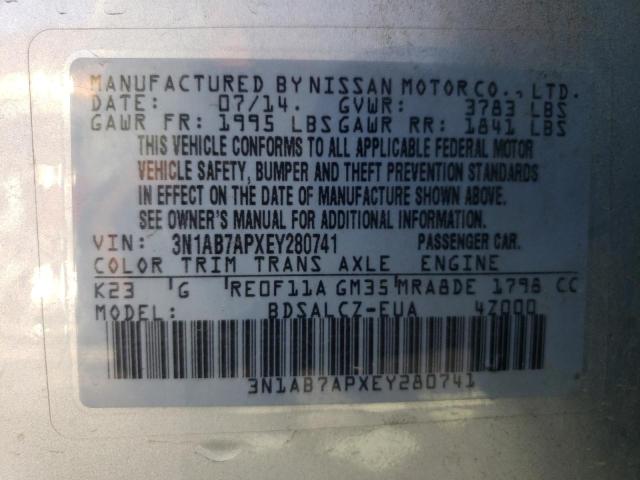 MANUFACTURED BY NISSAN MOTOR CO., LTD.
DATE: 07/14. GVWR: 3783 LBS
GAWR FR: 1995 LBS GAWR RR: 1841 LBS
THIS VEHICLE CONFORMS TO ALL APPLICABLE FEDERAL MOTOR
VEHICLE SAFETY, BUMPER AND THEFT PREVENTION STANDARDS
IN EFFECT ON THE DATE OF MANUFACTURE SHOWN ABOVE.
SEE OWNER'S MANUAL FOR ADDITIONAL INFORMATION.
VIN: 3N1AB7APXEY280741 PASSENGER CAR.
COLOR TRIM TRANS AXLE ENGINE
K23 G RE0F11A GM35 MRA8DE 1798 CC
MODEL: BDSALCZ-EUA 4Z000
3N1AB7APXEY280741